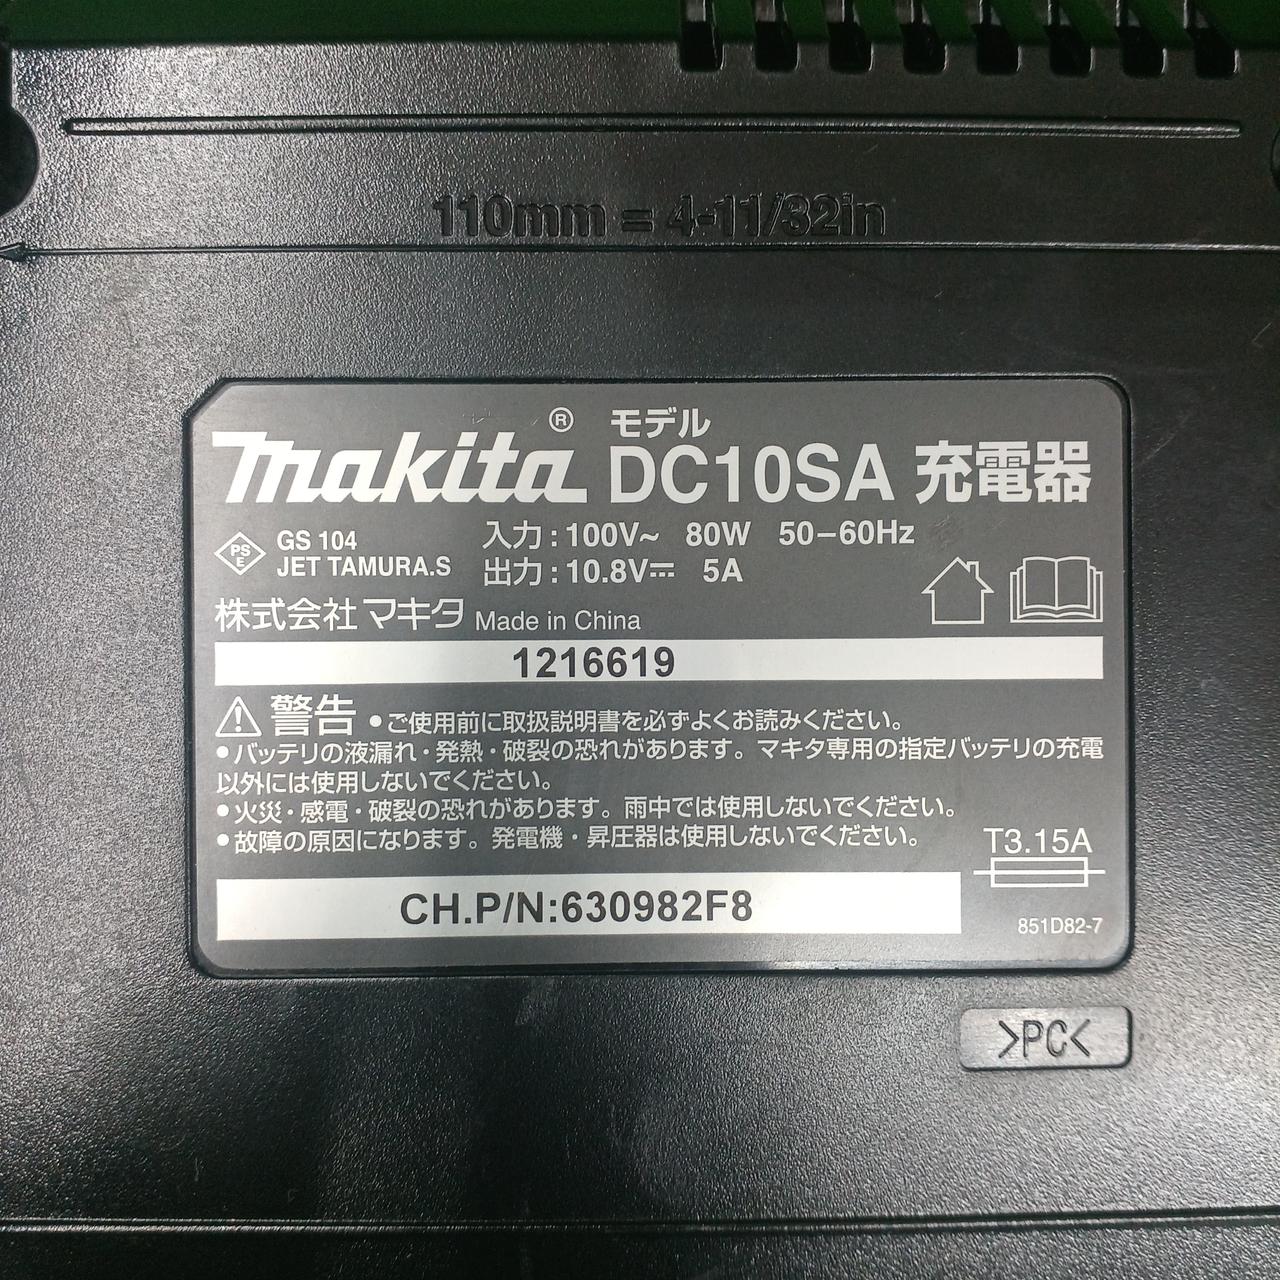 110mm = 4-11/32in
makita® モデル DC10SA 充電器
PSE GS 104 JET TAMURA.S
入力:100V~ 80W 50-60Hz
出力:10.8V⎓ 5A
株式会社マキタ Made in China
1216619
⚠警告 ●ご使用前に取扱説明書を必ずよくお読みください。
●バッテリの液漏れ・発熱・破裂の恐れがあります。マキタ専用の指定バッテリの充電
以外には使用しないでください。
●火災・感電・破裂の恐れがあります。雨中では使用しないでください。
●故障の原因になります。発電機・昇圧器は使用しないでください。
T3.15A
CH.P/N:630982F8
851D82-7
>PC<